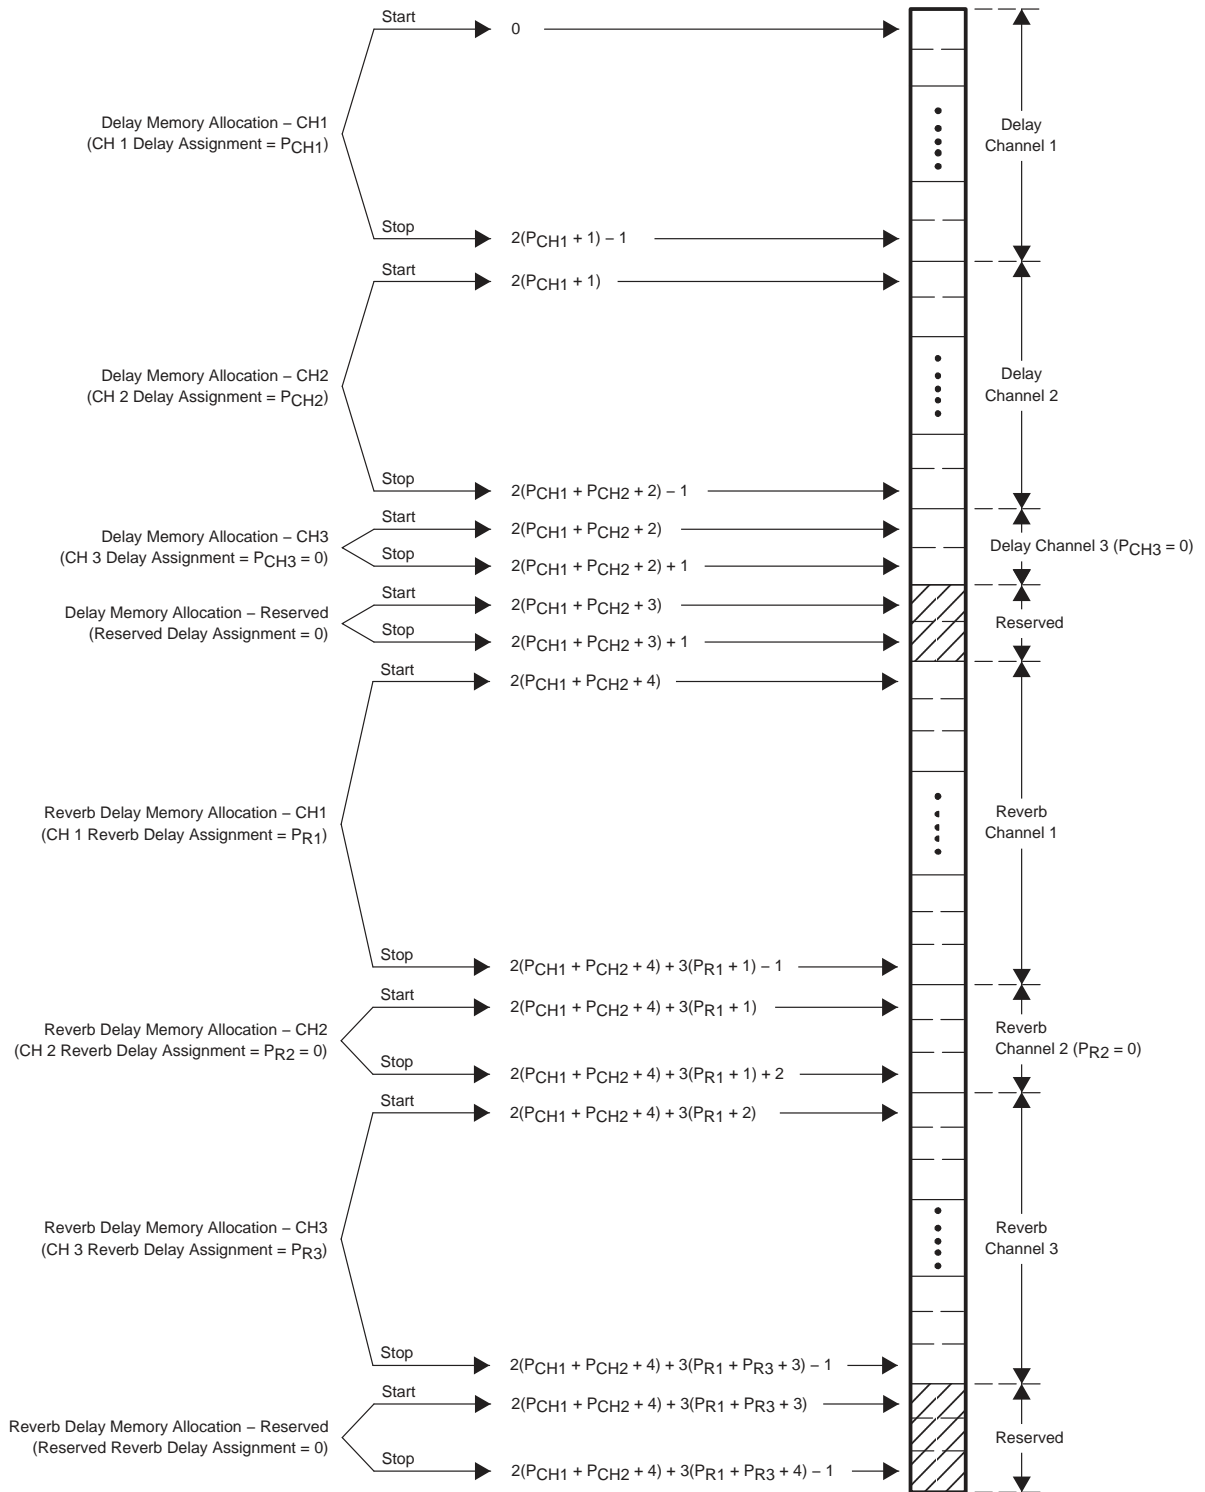 Start
0
Delay Memory Allocation – CH1
(CH 1 Delay Assignment = PCH1)
Delay
Channel 1
Stop
2(PCH1 + 1) – 1
Start
2(PCH1 + 1)
Delay Memory Allocation – CH2
(CH 2 Delay Assignment = PCH2)
Delay
Channel 2
Stop
2(PCH1 + PCH2 + 2) – 1
Start
2(PCH1 + PCH2 + 2)
Delay Memory Allocation – CH3
(CH 3 Delay Assignment = PCH3 = 0)
Delay Channel 3 (PCH3 = 0)
Stop
2(PCH1 + PCH2 + 2) + 1
Start
2(PCH1 + PCH2 + 3)
Delay Memory Allocation – Reserved
(Reserved Delay Assignment = 0)
Reserved
Stop
2(PCH1 + PCH2 + 3) + 1
Start
2(PCH1 + PCH2 + 4)
Reverb Delay Memory Allocation – CH1
(CH 1 Reverb Delay Assignment = PR1)
Reverb
Channel 1
Stop
2(PCH1 + PCH2 + 4) + 3(PR1 + 1) – 1
Start
2(PCH1 + PCH2 + 4) + 3(PR1 + 1)
Reverb Delay Memory Allocation – CH2
(CH 2 Reverb Delay Assignment = PR2 = 0)
Reverb
Channel 2 (PR2 = 0)
Stop
2(PCH1 + PCH2 + 4) + 3(PR1 + 1) + 2
Start
2(PCH1 + PCH2 + 4) + 3(PR1 + 2)
Reverb Delay Memory Allocation – CH3
(CH 3 Reverb Delay Assignment = PR3)
Reverb
Channel 3
Stop
2(PCH1 + PCH2 + 4) + 3(PR1 + PR3 + 3) – 1
Start
2(PCH1 + PCH2 + 4) + 3(PR1 + PR3 + 3)
Reverb Delay Memory Allocation – Reserved
(Reserved Reverb Delay Assignment = 0)
Reserved
Stop
2(PCH1 + PCH2 + 4) + 3(PR1 + PR3 + 4) – 1